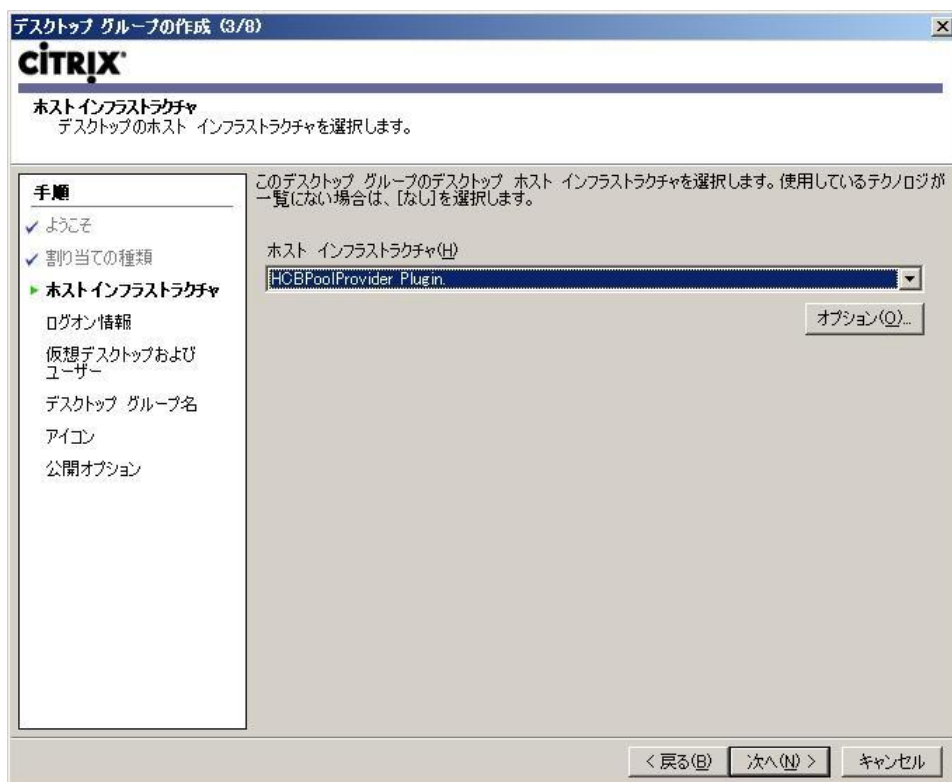 デスクトップ グループの作成 (3/8)
CITRIX
ホスト インフラストラクチャ
デスクトップのホスト インフラストラクチャを選択します。
手順
ようこそ
割り当ての種類
ホスト インフラストラクチャ
ログオン情報
仮想デスクトップおよび
ユーザー
デスクトップ グループ名
アイコン
公開オプション
このデスクトップ グループのデスクトップ ホスト インフラストラクチャを選択します。使用しているテクノロジが
一覧にない場合は、[なし]を選択します。
ホスト インフラストラクチャ(H)
HCBPoolProvider Plugin.
オプション(O)...
< 戻る(B)
次へ(N) >
キャンセル